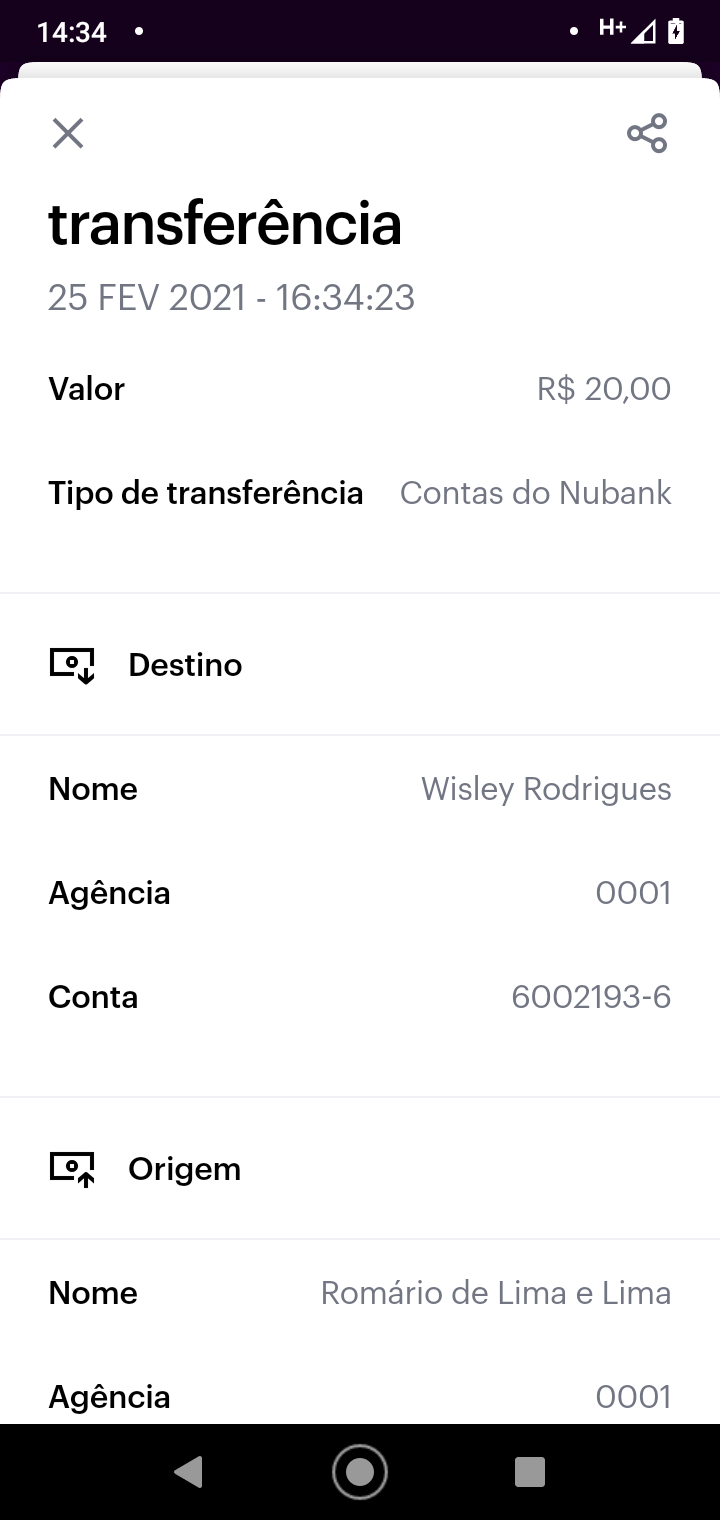 14:34
H+
transferência
25 FEV 2021 - 16:34:23
Valor R$ 20,00
Tipo de transferência Contas do Nubank
Destino
Nome Wisley Rodrigues
Agência 0001
Conta 6002193-6
Origem
Nome Romário de Lima e Lima
Agência 0001